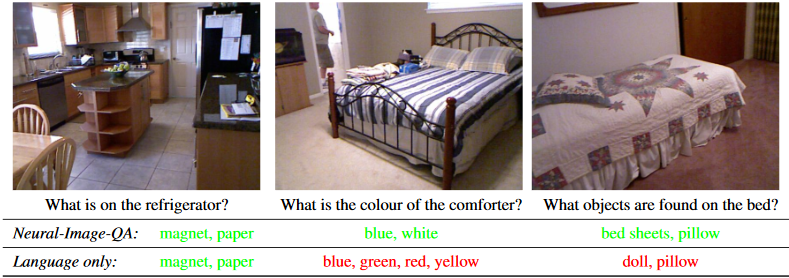 What is on the refrigerator? What is the colour of the comforter? What objects are found on the bed?
Neural-Image-QA: magnet, paper blue, white bed sheets, pillow
Language only: magnet, paper blue, green, red, yellow doll, pillow